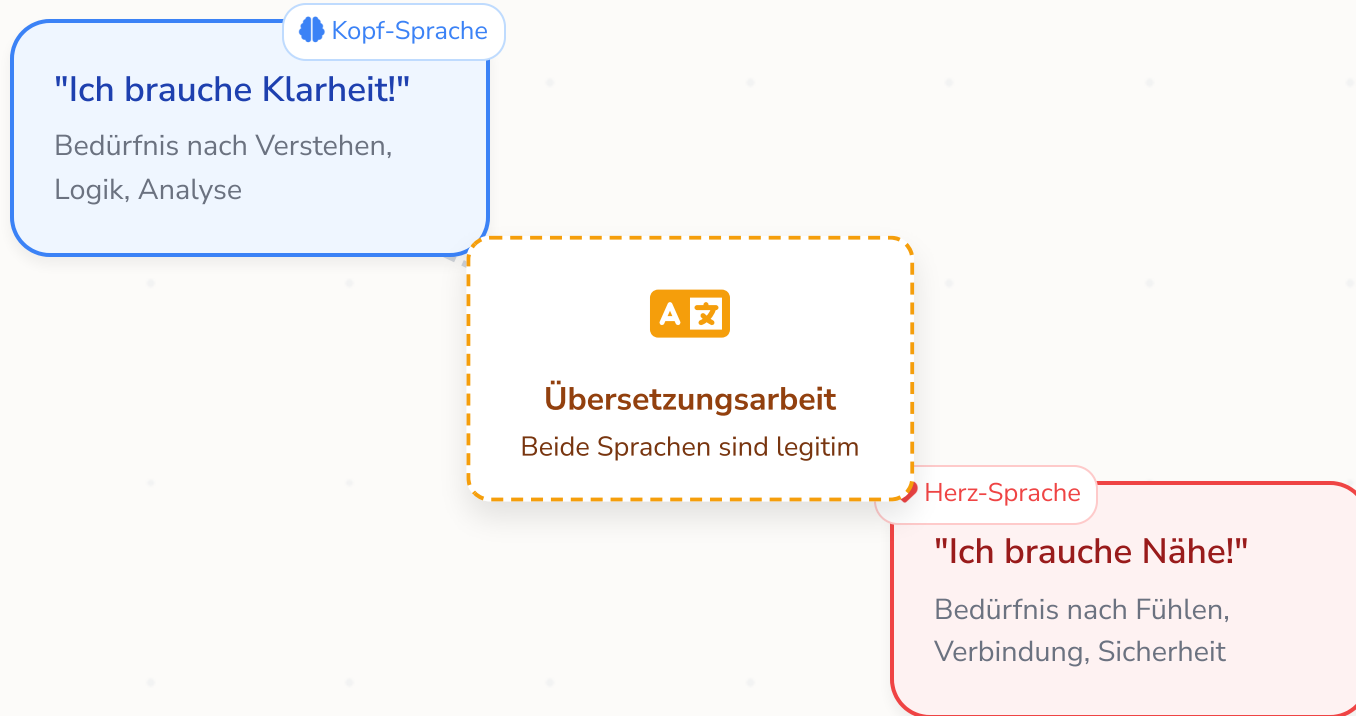 Kopf-Sprache
"Ich brauche Klarheit!"
Bedürfnis nach Verstehen,
Logik, Analyse
A 文
Übersetzungsarbeit
Beide Sprachen sind legitim
Herz-Sprache
"Ich brauche Nähe!"
Bedürfnis nach Fühlen,
Verbindung, Sicherheit